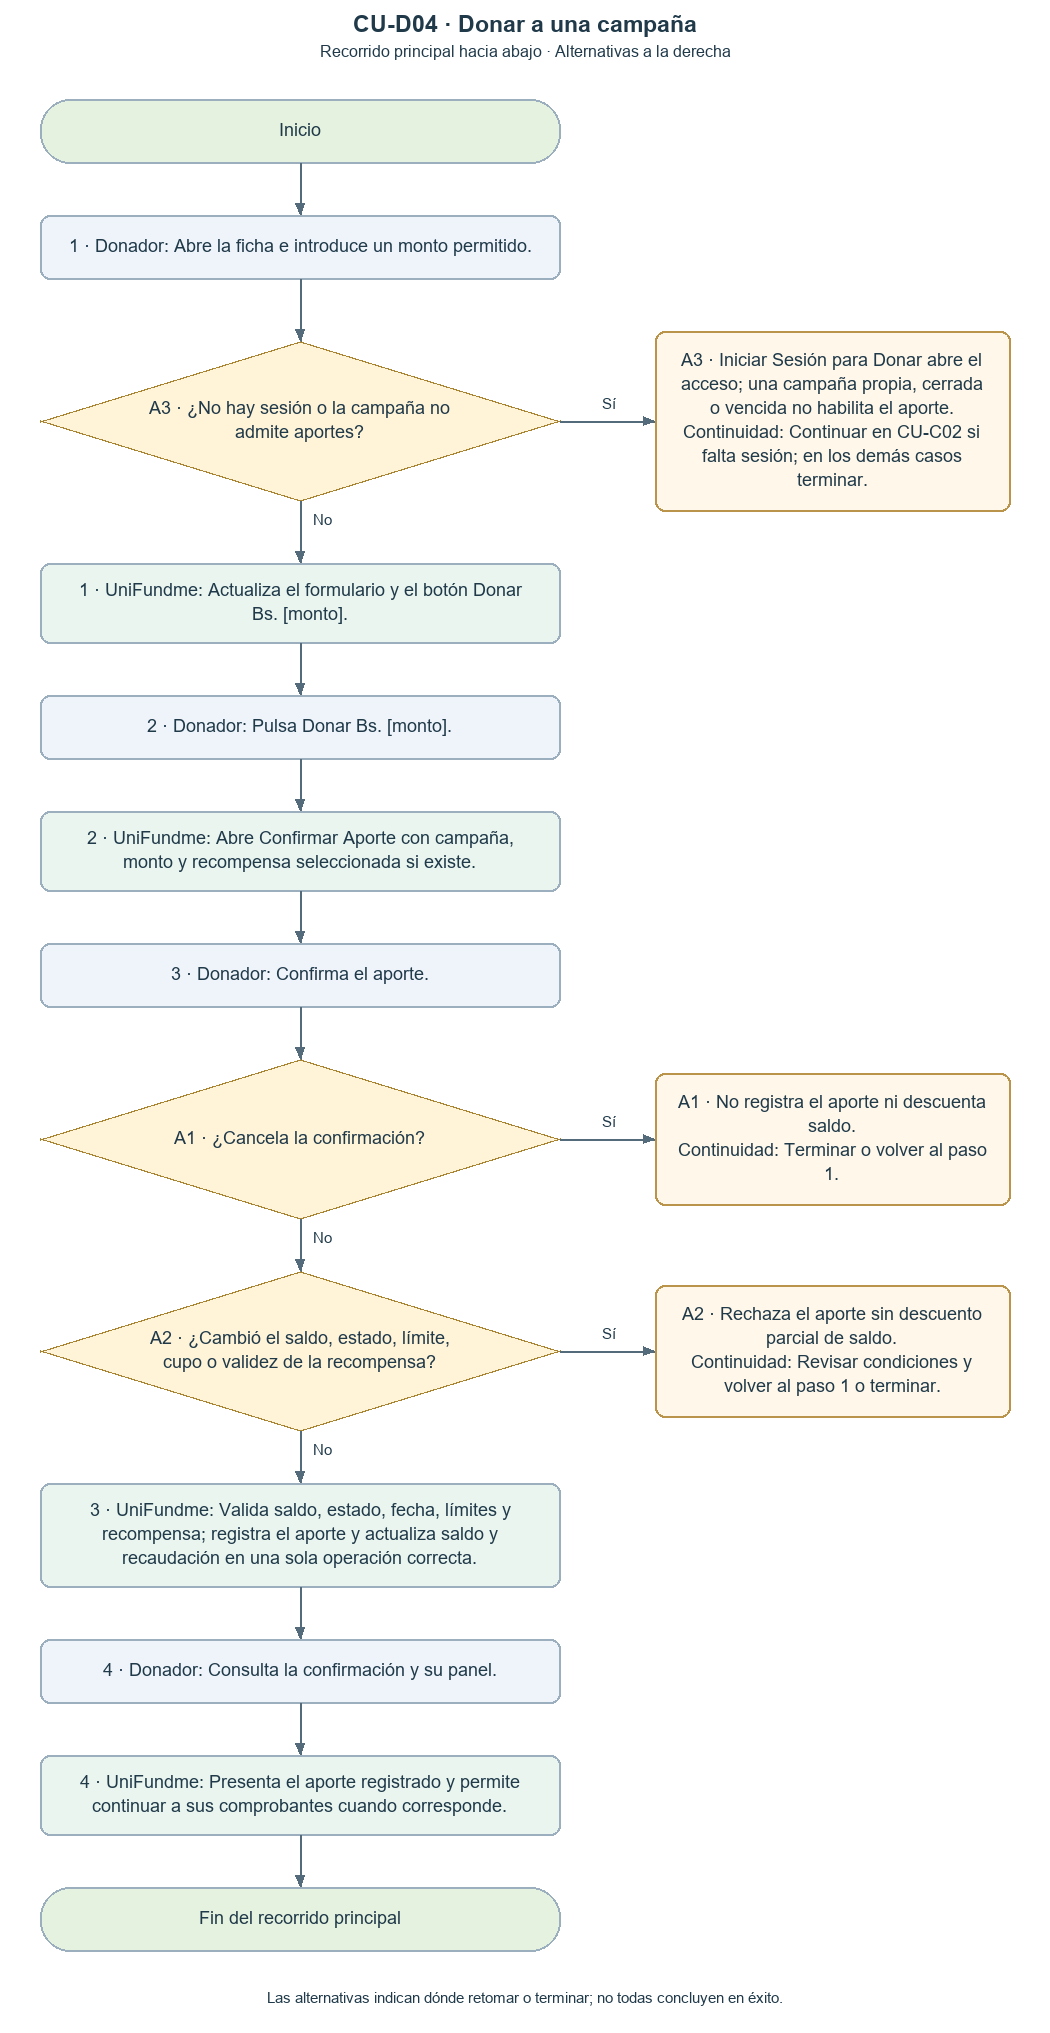 CU-D04 · Donar a una campaña
Recorrido principal hacia abajo · Alternativas a la derecha
Inicio
1 · Donador: Abre la ficha e introduce un monto permitido.
A3 · ¿No hay sesión o la campaña no
admite aportes?
Sí
A3 · Iniciar Sesión para Donar abre el
acceso; una campaña propia, cerrada
o vencida no habilita el aporte.
Continuidad: Continuar en CU-C02 si
falta sesión; en los demás casos
terminar.
No
1 · UniFundme: Actualiza el formulario y el botón Donar
Bs. [monto].
2 · Donador: Pulsa Donar Bs. [monto].
2 · UniFundme: Abre Confirmar Aporte con campaña,
monto y recompensa seleccionada si existe.
3 · Donador: Confirma el aporte.
A1 · ¿Cancela la confirmación?
Sí
A1 · No registra el aporte ni descuenta
saldo.
Continuidad: Terminar o volver al paso
1.
No
A2 · ¿Cambió el saldo, estado, límite,
cupo o validez de la recompensa?
Sí
A2 · Rechaza el aporte sin descuento
parcial de saldo.
Continuidad: Revisar condiciones y
volver al paso 1 o terminar.
No
3 · UniFundme: Valida saldo, estado, fecha, límites y
recompensa; registra el aporte y actualiza saldo y
recaudación en una sola operación correcta.
4 · Donador: Consulta la confirmación y su panel.
4 · UniFundme: Presenta el aporte registrado y permite
continuar a sus comprobantes cuando corresponde.
Fin del recorrido principal
Las alternativas indican dónde retomar o terminar; no todas concluyen en éxito.